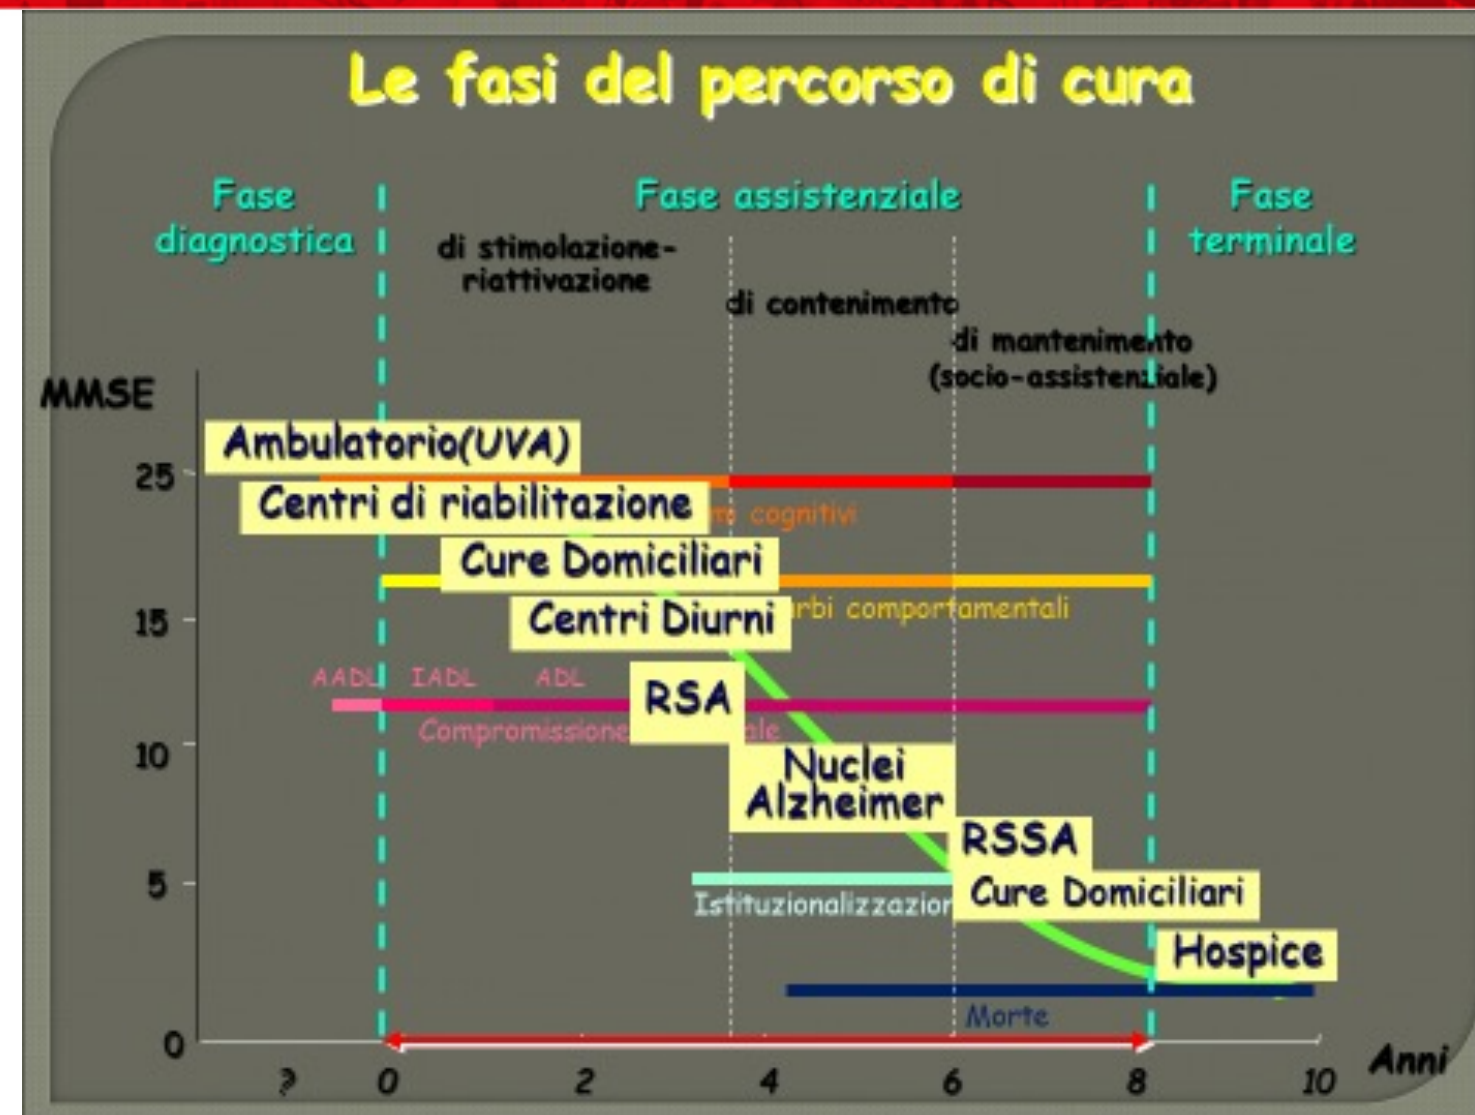 Le fasi del percorso di cura
Fase
diagnostica
Fase assistenziale
Fase
terminale
di stimolazione-
riattivazione
di contenimento
di mantenimento
(socio-assistenziale)
MMSE
Ambulatorio(UVA)
25
Centri di riabilitazione
cognitivi
Cure Domiciliari
comportamentali
Centri Diurni
15
AADL IADL ADL
RSA
Compromissione
10
Nuclei
Alzheimer
RSSA
5
Cure Domiciliari
Istituzionalizzazion
Hospice
Morte
0
Anni
? 0 2 4 6 8 10